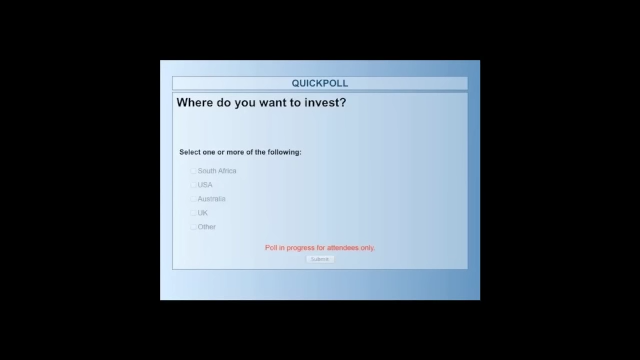 QUICKPOLL
Where do you want to invest?
Select one or more of the following:
South Africa
USA
Australia
UK
Other
Poll in progress for attendees only.
Submit